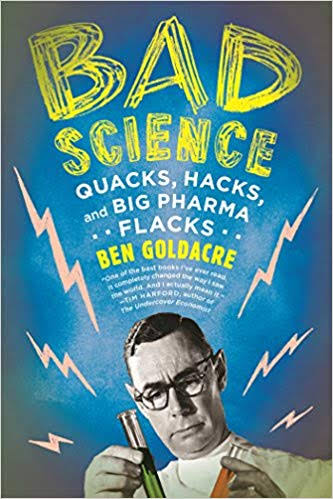 BAD
SCIENCE
QUACKS, HACKS,
and BIG PHARMA
..FLACKS..
BEN GOLDACRE
"One of the best books I've ever read.
It completely changed the way I saw
the world. And I actually mean it."
—TIM HARFORD, author of
The Undercover Economist